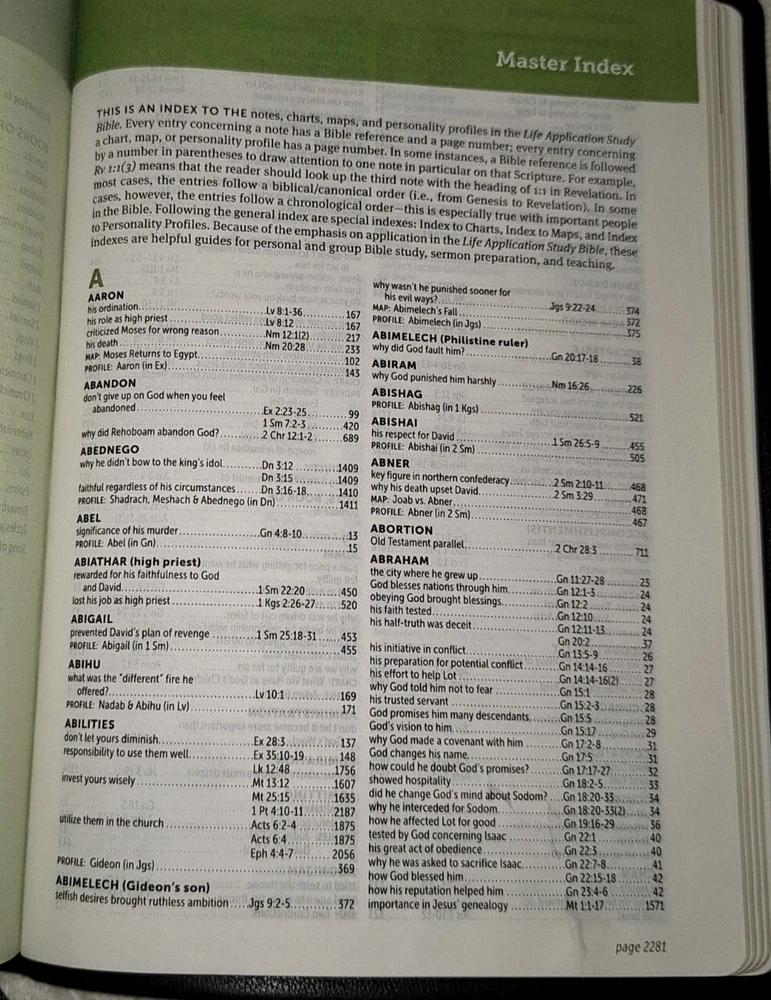 Master Index
THIS IS AN INDEX TO THE notes, charts, maps, and personality profiles in the Life Application Study
Bible. Every entry concerning a note has a Bible reference and a page number; every entry concerning
a chart, map, or personality profile has a page number. In some instances, a Bible reference is followed
by a number in parentheses to draw attention to one note in particular on that Scripture. For example,
Rv 1:1(3) means that the reader should look up the third note with the heading of 1:1 in Revelation. In
most cases, the entries follow a biblical/canonical order (i.e., from Genesis to Revelation). In some
cases, however, the entries follow a chronological order—this is especially true with important people
in the Bible. Following the general index are special indexes: Index to Charts, Index to Maps, and Index
to Personality Profiles. Because of the emphasis on application in the Life Application Study Bible, these
indexes are helpful guides for personal and group Bible study, sermon preparation, and teaching.
A
AARON
his ordination...Lv 8:1-36...167
his role as high priest...Lv 8:12...167
criticized Moses for wrong reason...Nm 12:1(2)...217
his death...Nm 20:28...233
MAP: Moses Returns to Egypt...102
PROFILE: Aaron (in Ex)...143
ABANDON
don't give up on God when you feel
abandoned...Ex 2:23-25...99
1 Sm 7:2-3...420
why did Rehoboam abandon God?...2 Chr 12:1-2...689
ABEDNEGO
why he didn't bow to the king's idol...Dn 3:12...1409
Dn 3:15...1409
faithful regardless of his circumstances...Dn 3:16-18...1410
PROFILE: Shadrach, Meshach & Abednego (in Dn)...1411
ABEL
significance of his murder...Gn 4:8-10...13
PROFILE: Abel (in Gn)...15
ABIATHAR (high priest)
rewarded for his faithfulness to God
and David...1 Sm 22:20...450
lost his job as high priest...1 Kgs 2:26-27...520
ABIGAIL
prevented David's plan of revenge...1 Sm 25:18-31...453
PROFILE: Abigail (in 1 Sm)...455
ABIHU
what was the "different" fire he
offered?...Lv 10:1...169
PROFILE: Nadab & Abihu (in Lv)...171
ABILITIES
don't let yours diminish...Ex 28:3...137
responsibility to use them well...Ex 35:10-19...148
Lk 12:48...1756
invest yours wisely...Mt 13:12...1607
Mt 25:15...1635
1 Pt 4:10-11...2187
utilize them in the church...Acts 6:2-4...1875
Acts 6:4...1875
Eph 4:4-7...2056
PROFILE: Gideon (in Jgs)...369
ABIMELECH (Gideon's son)
selfish desires brought ruthless ambition...Jgs 9:2-5...372
why wasn't he punished sooner for
his evil ways?...Jgs 9:22-24...374
MAP: Abimelech's Fall...372
PROFILE: Abimelech (in Jgs)...375
ABIMELECH (Philistine ruler)
why did God fault him?...Gn 20:17-18...38
ABIRAM
why God punished him harshly...Nm 16:26...226
ABISHAG
PROFILE: Abishag (in 1 Kgs)...521
ABISHAI
his respect for David...1 Sm 26:5-9...455
PROFILE: Abishai (in 2 Sm)...505
ABNER
key figure in northern confederacy...2 Sm 2:10-11...468
why his death upset David...2 Sm 3:29...471
MAP: Joab vs. Abner...468
PROFILE: Abner (in 2 Sm)...467
ABORTION
Old Testament parallel...2 Chr 28:3...711
ABRAHAM
the city where he grew up...Gn 11:27-28...23
God blesses nations through him...Gn 12:1-3...24
obeying God brought blessings...Gn 12:2...24
his faith tested...Gn 12:10...24
his half-truth was deceit...Gn 12:11-13...24
Gn 20:2...37
his initiative in conflict...Gn 13:5-9...26
his preparation for potential conflict...Gn 14:14-16...27
his effort to help Lot...Gn 14:14-16(2)...27
why God told him not to fear...Gn 15:1...28
his trusted servant...Gn 15:2-3...28
God promises him many descendants...Gn 15:5...28
God's vision to him...Gn 15:17...29
why God made a covenant with him...Gn 17:2-8...31
God changes his name...Gn 17:5...31
how could he doubt God's promises?...Gn 17:17-27...32
showed hospitality...Gn 18:2-5...33
did he change God's mind about Sodom?...Gn 18:20-33...34
why he interceded for Sodom...Gn 18:20-33(2)...34
how he affected Lot for good...Gn 19:16-29...36
tested by God concerning Isaac...Gn 22:1...40
his great act of obedience...Gn 22:3...40
why he was asked to sacrifice Isaac...Gn 22:7-8...41
how God blessed him...Gn 22:15-18...42
how his reputation helped him...Gn 23:4-6...42
importance in Jesus' genealogy...Mt 1:1-17...1571
page 2281